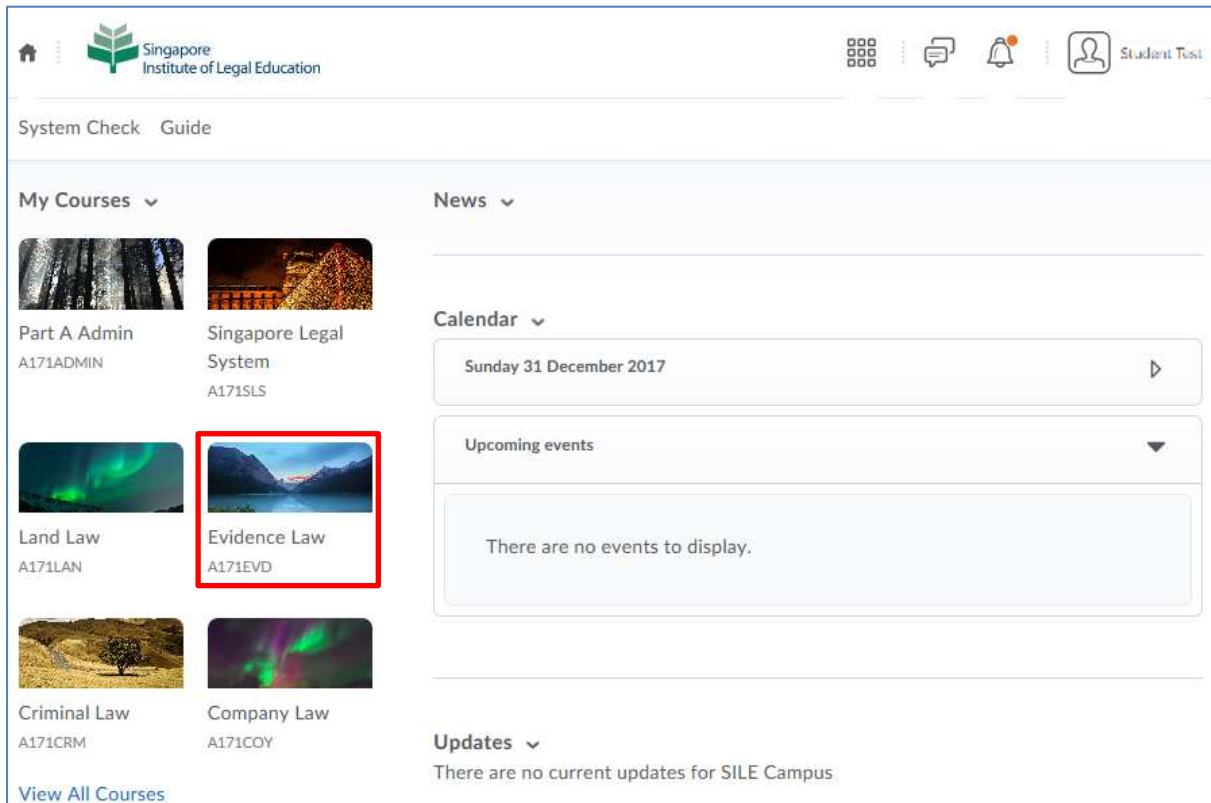 Singapore
Institute of Legal Education
Student Test
System Check Guide
My Courses
Part A Admin
A171ADMIN
Singapore Legal
System
A171SLS
Land Law
A171LAN
Evidence Law
A171EVD
Criminal Law
A171CRM
Company Law
A171COY
View All Courses
News
Calendar
Sunday 31 December 2017
Upcoming events
There are no events to display.
Updates
There are no current updates for SILE Campus